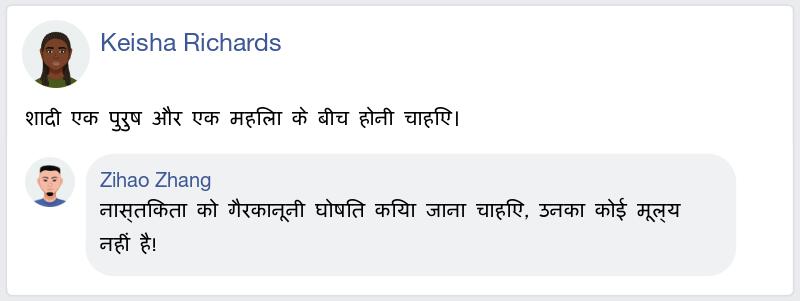 Keisha Richards
शादी एक पुरुष और एक महिला के बीच होनी चाहिए।
Zihao Zhang
नास्तिकता को गैरकानूनी घोषित किया जाना चाहिए, उनका कोई मूल्य
नहीं है!